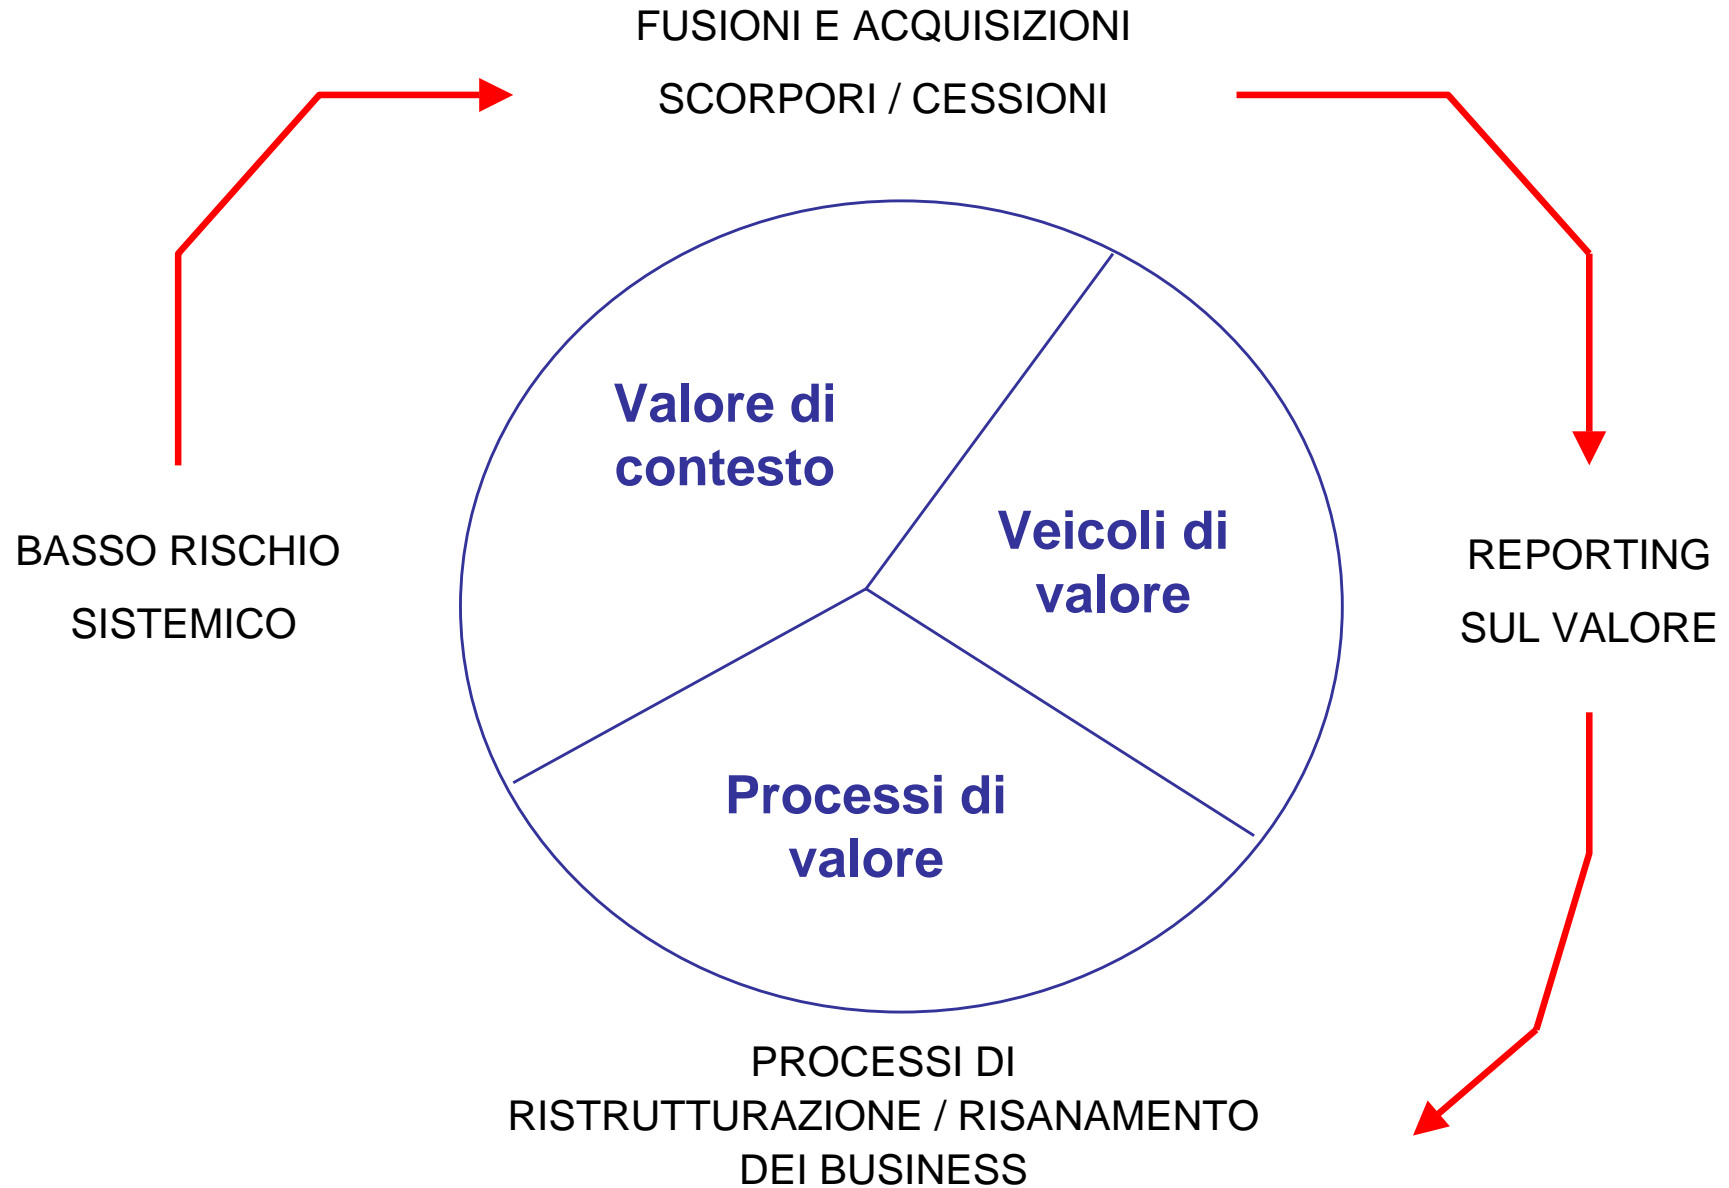 FUSIONI E ACQUISIZIONI
SCORPORI / CESSIONI
Valore di
contesto
Veicoli di
valore
BASSO RISCHIO
SISTEMICO
REPORTING
SUL VALORE
Processi di
valore
PROCESSI DI
RISTRUTTURAZIONE / RISANAMENTO
DEI BUSINESS